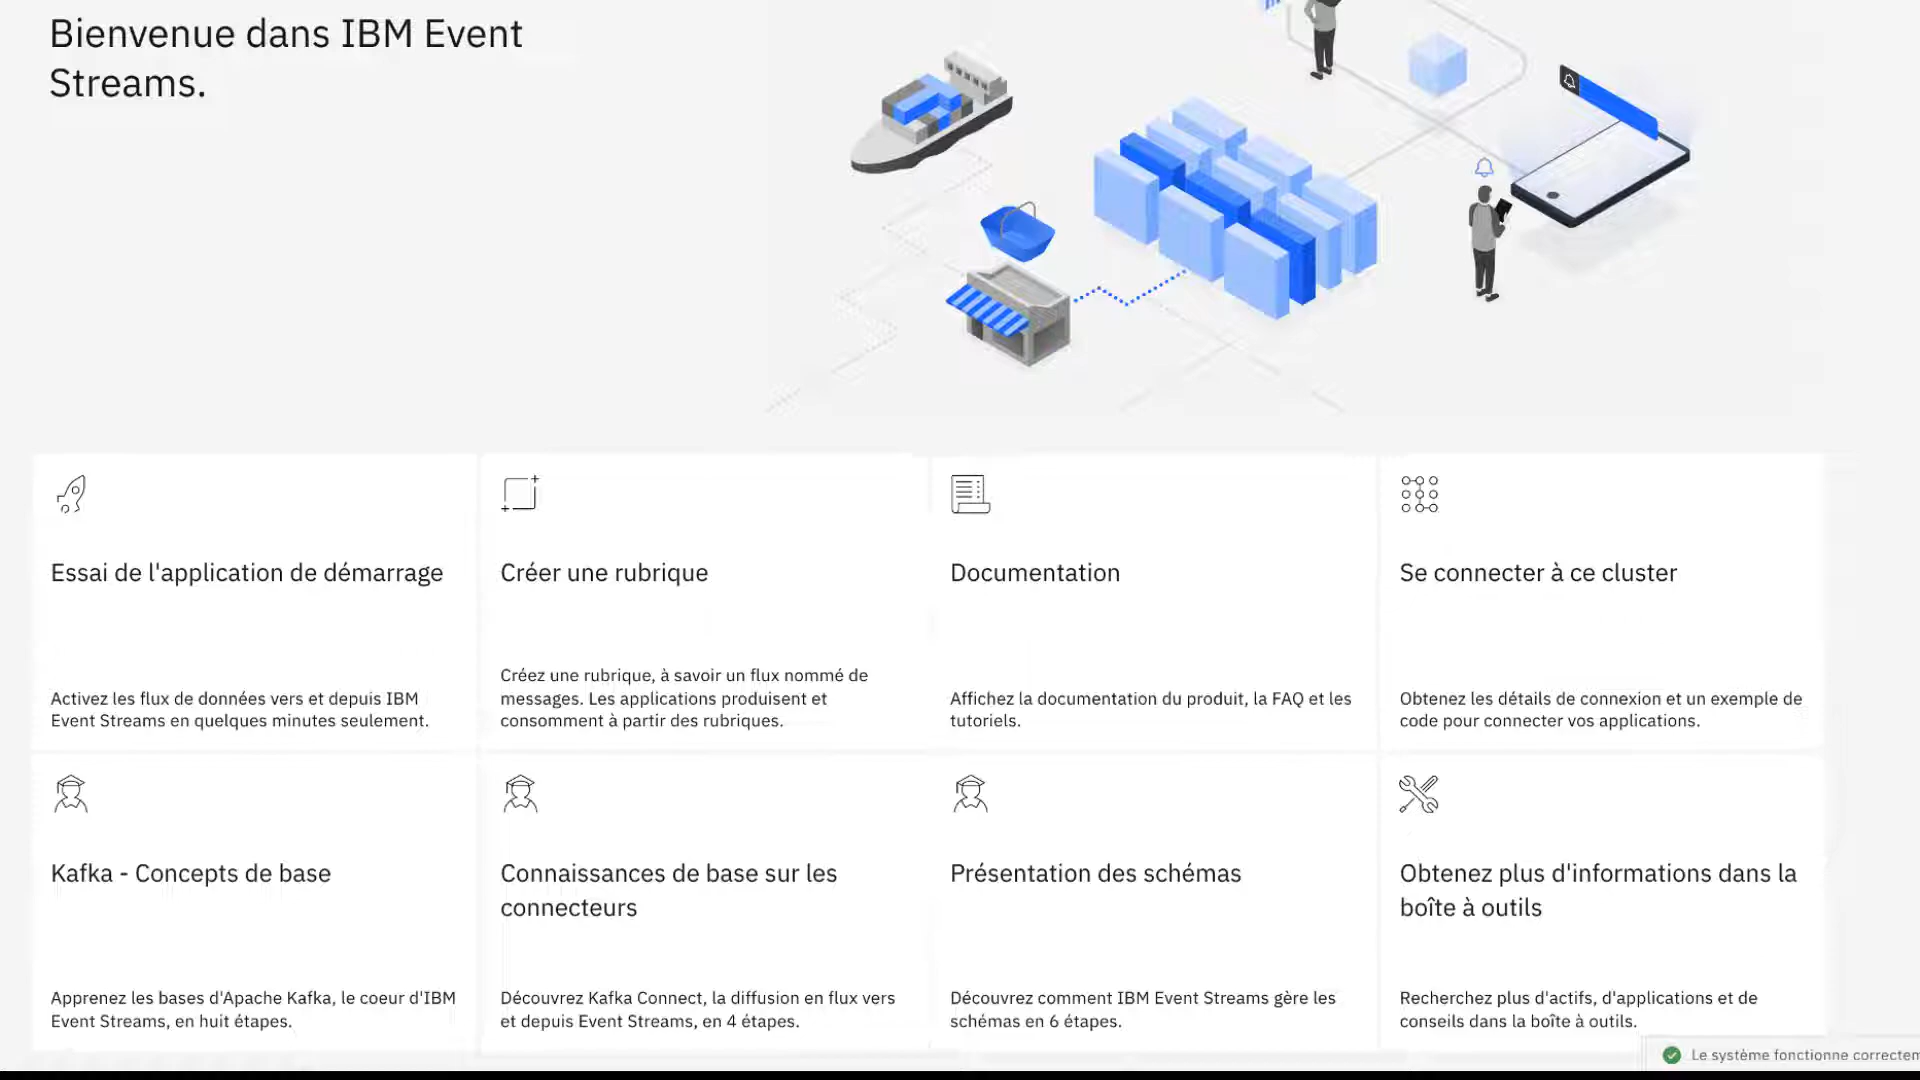 Bienvenue dans IBM Event
Streams.
Essai de l'application de démarrage
Activez les flux de données vers et depuis IBM
Event Streams en quelques minutes seulement.
Créer une rubrique
Créez une rubrique, à savoir un flux nommé de
messages. Les applications produisent et
consomment à partir des rubriques.
Documentation
Affichez la documentation du produit, la FAQ et les
tutoriels.
Se connecter à ce cluster
Obtenez les détails de connexion et un exemple de
code pour connecter vos applications.
Kafka - Concepts de base
Apprenez les bases d'Apache Kafka, le coeur d'IBM
Event Streams, en huit étapes.
Connaissances de base sur les
connecteurs
Découvrez Kafka Connect, la diffusion en flux vers
et depuis Event Streams, en 4 étapes.
Présentation des schémas
Découvrez comment IBM Event Streams gère les
schémas en 6 étapes.
Obtenez plus d'informations dans la
boîte à outils
Recherchez plus d'actifs, d'applications et de
conseils dans la boîte à outils.
Le système fonctionne